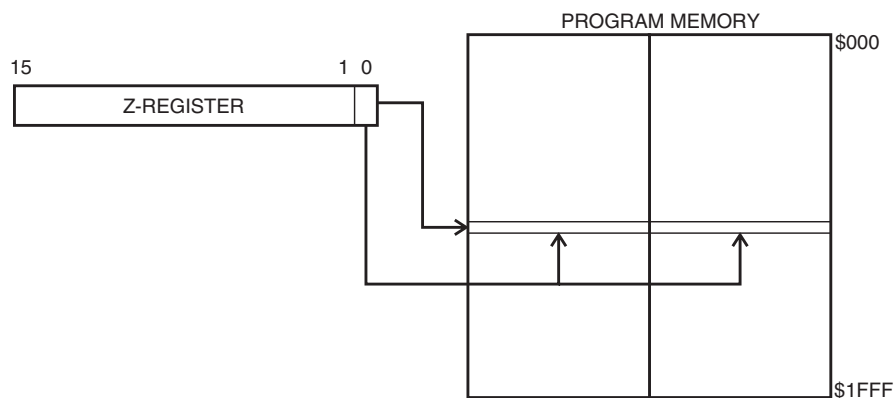 PROGRAM MEMORY
$000
15 1 0
Z-REGISTER
$1FFF